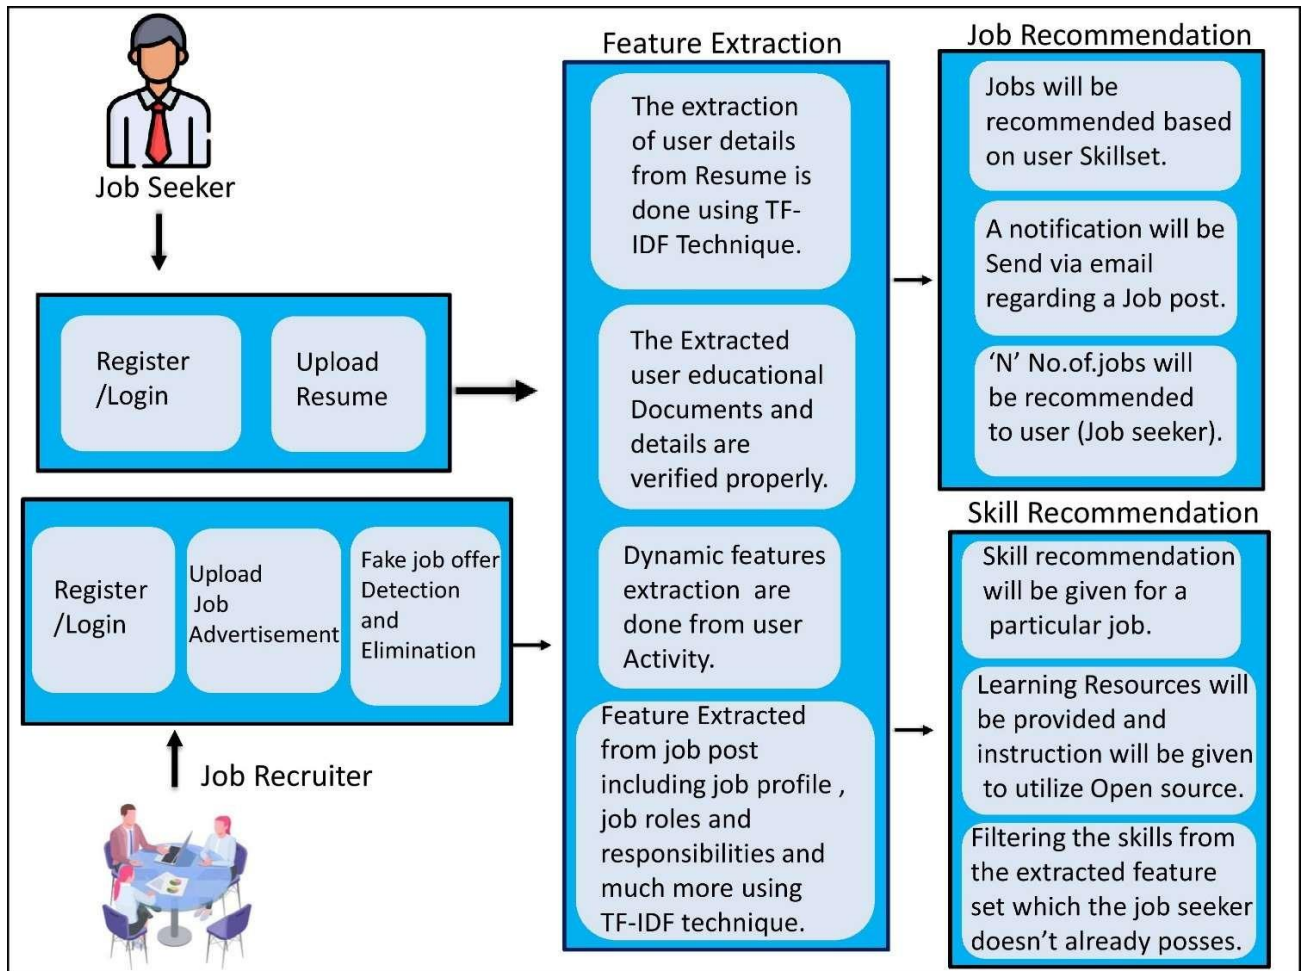 Job Seeker
Register
/Login
Upload
Resume
Register
/Login
Upload
Job
Advertisement
Fake job offer
Detection
and
Elimination
Job Recruiter
Feature Extraction
The extraction
of user details
from Resume is
done using TF-
IDF Technique.
The Extracted
user educational
Documents and
details are
verified properly.
Dynamic features
extraction are
done from user
Activity.
Feature Extracted
from job post
including job profile ,
job roles and
responsibilities and
much more using
TF-IDF technique.
Job Recommendation
Jobs will be
recommended based
on user Skillset.
A notification will be
Send via email
regarding a Job post.
‘N’ No.of.jobs will
be recommended
to user (Job seeker).
Skill Recommendation
Skill recommendation
will be given for a
particular job.
Learning Resources will
be provided and
instruction will be given
to utilize Open source.
Filtering the skills from
the extracted feature
set which the job seeker
doesn’t already posses.